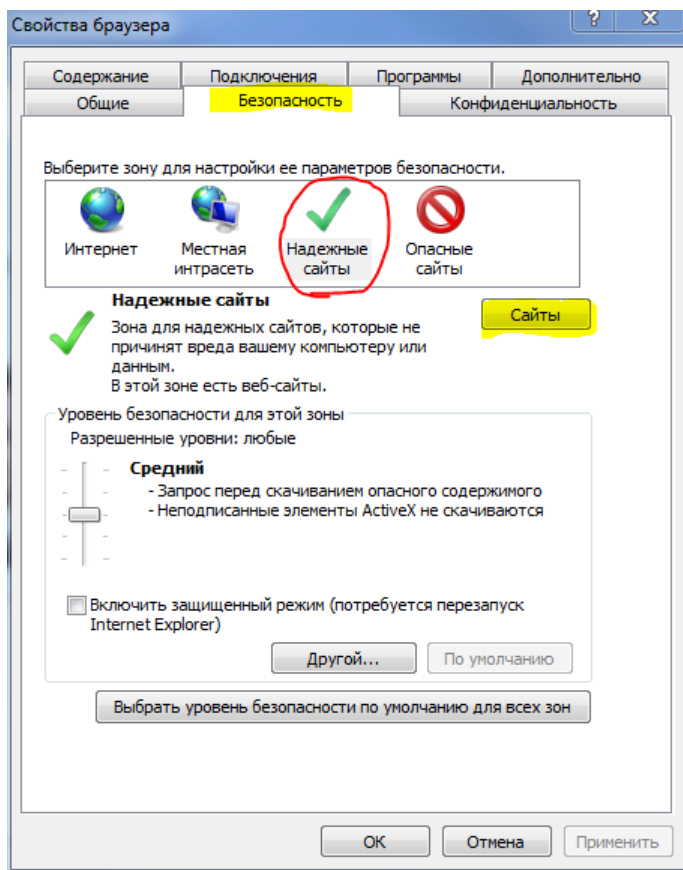 Свойства браузера
?
X
Содержание
Подключения
Программы
Дополнительно
Общие
Безопасность
Конфиденциальность
Выберите зону для настройки ее параметров безопасности.
Интернет
Местная
интрасеть
Надежные
сайты
Опасные
сайты
Надежные сайты
Сайты
Зона для надежных сайтов, которые не
причинят вреда вашему компьютеру или
данным.
В этой зоне есть веб-сайты.
Уровень безопасности для этой зоны
Разрешенные уровни: любые
Средний
- Запрос перед скачиванием опасного содержимого
- Неподписанные элементы ActiveX не скачиваются
Включить защищенный режим (потребуется перезапуск
Internet Explorer)
Другой...
По умолчанию
Выбрать уровень безопасности по умолчанию для всех зон
ОК
Отмена
Применить